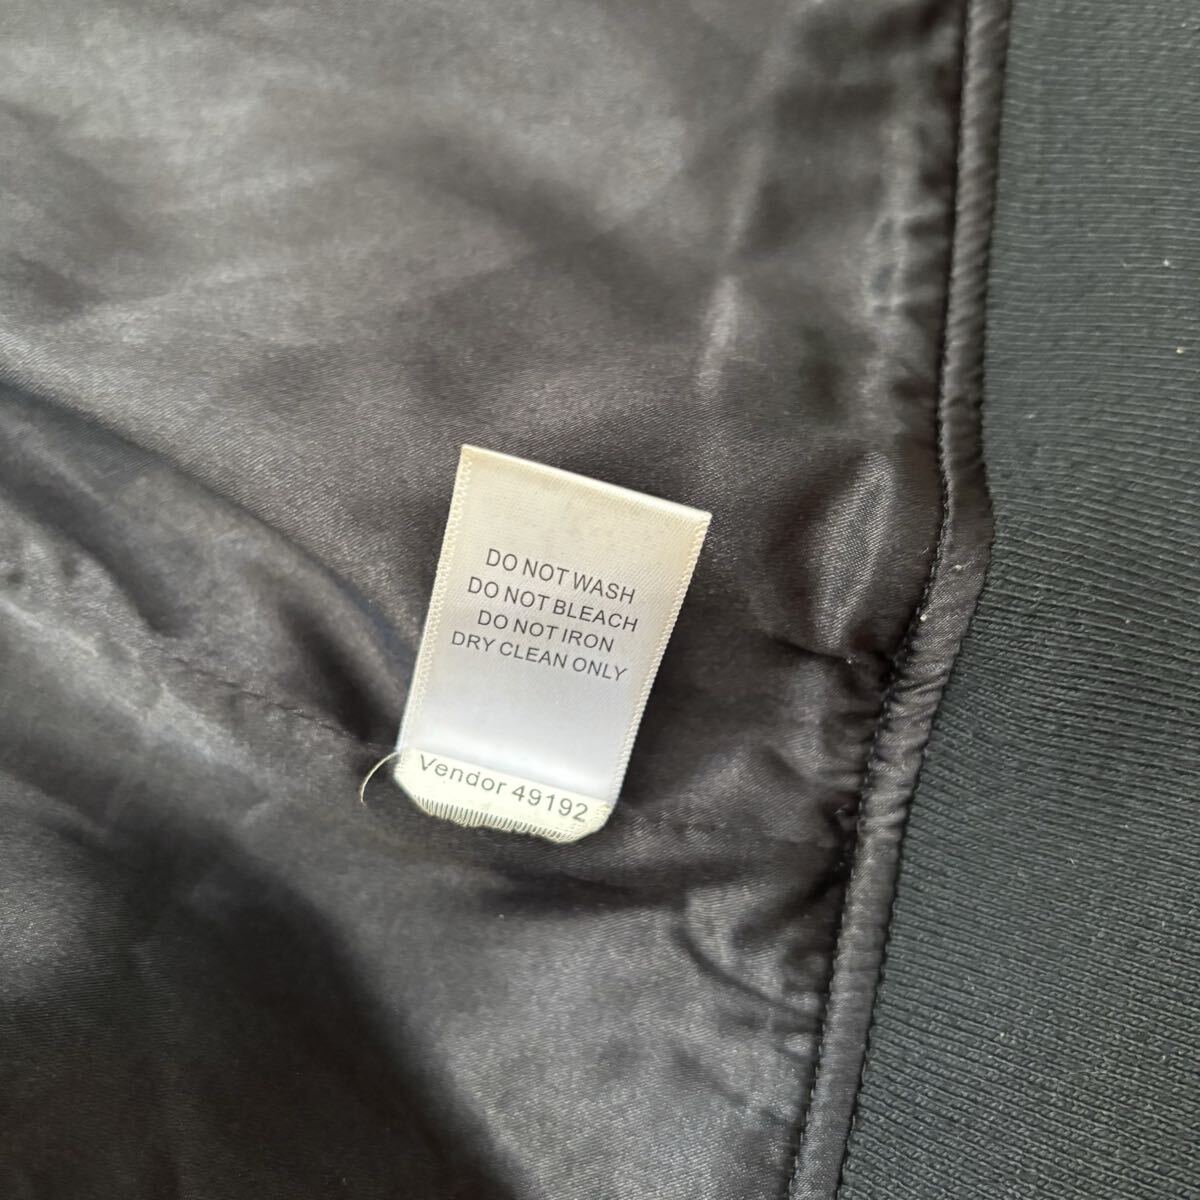 DO NOT WASH
DO NOT BLEACH
DO NOT IRON
DRY CLEAN ONLY
Vendor 49192